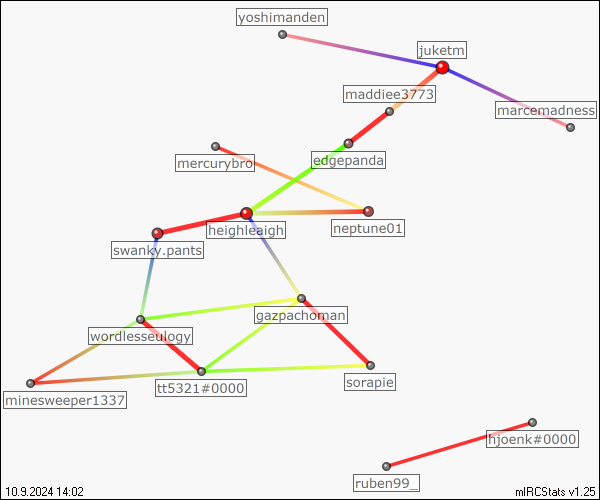 yoshimanden
juketm
maddiee3773
marcemadness
mercurybro
edgepanda
heighleaigh
neptune01
swanky.pants
gazpachoman
wordlesseulogy
sorapie
tt5321#0000
minesweeper1337
hjoenk#0000
ruben99_
10.9.2024 14:02
mIRCStats v1.25